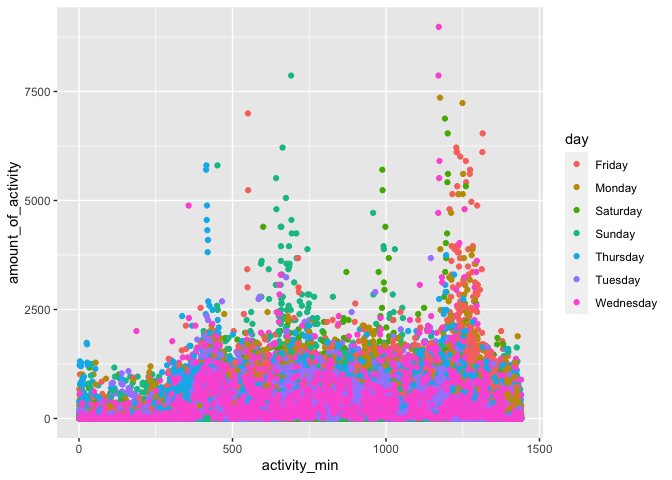 amount_of_activity
7500
5000
2500
0
0
500
1000
1500
activity_min
day
Friday
Monday
Saturday
Sunday
Thursday
Tuesday
Wednesday